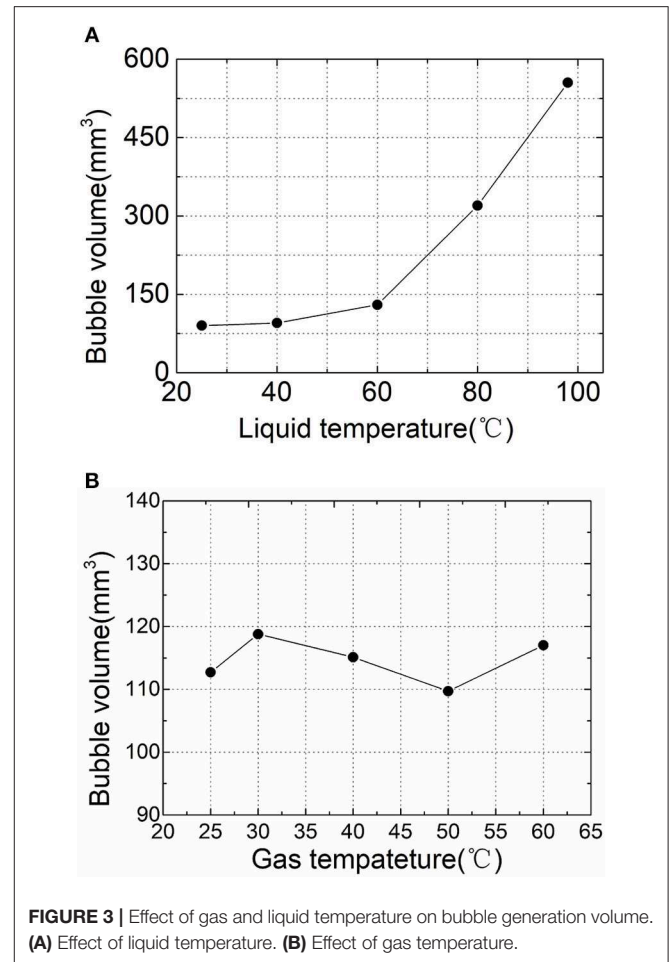 A
600
450
300
150
0
Bubble volume(mm³)
20 40 60 80 100
Liquid temperature(℃)
B
140
130
120
110
100
90
Bubble volume(mm³)
20 25 30 35 40 45 50 55 60 65
Gas tempateture(℃)
FIGURE 3 | Effect of gas and liquid temperature on bubble generation volume.
(A) Effect of liquid temperature. (B) Effect of gas temperature.